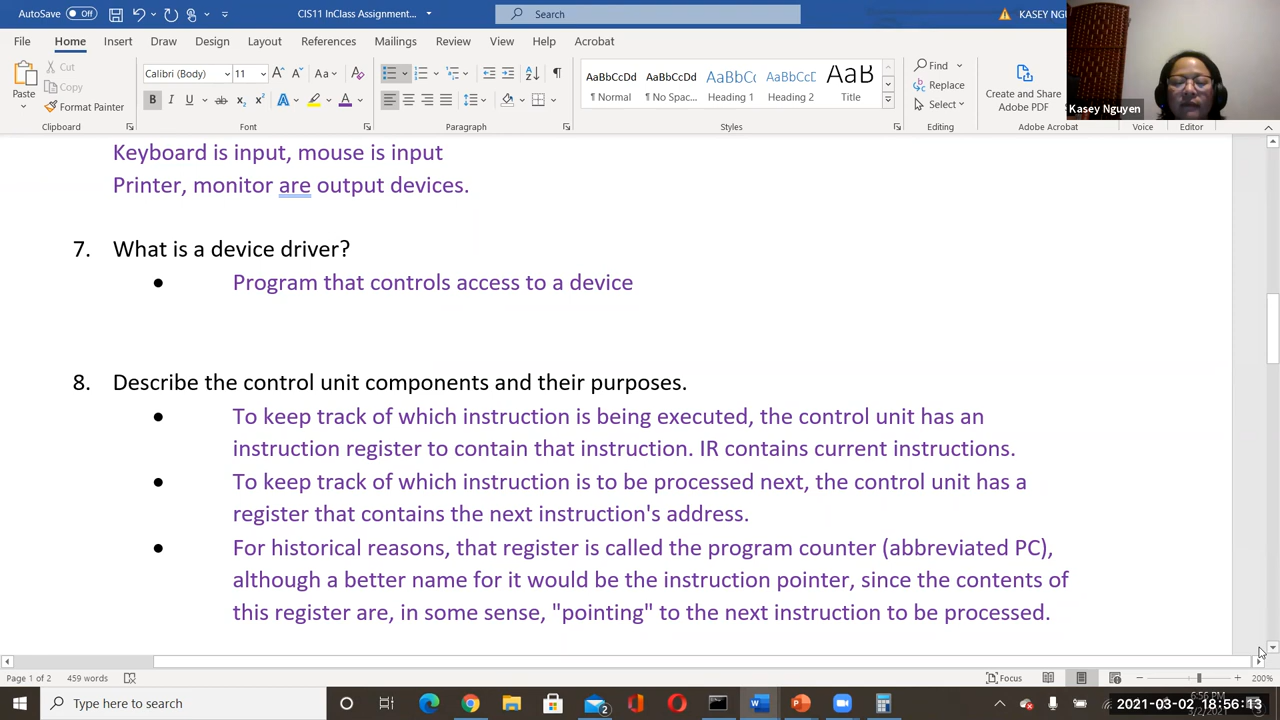 AutoSave Off CIS11 InClass Assignment... Search KASEY NGU
File Home Insert Draw Design Layout References Mailings Review View Help Acrobat
Paste Cut Copy Format Painter
Calibri (Body) 11
AaBbCcDd AaBbCcDd AaBbCc AaBbCcC AaB
¶ Normal ¶ No Spac... Heading 1 Heading 2 Title
Find
Replace
Select
Create and Share
Adobe PDF
Kasey Nguyen
Clipboard Font Paragraph Styles Editing Adobe Acrobat Voice Editor
Keyboard is input, mouse is input
Printer, monitor are output devices.
7. What is a device driver?
• Program that controls access to a device
8. Describe the control unit components and their purposes.
• To keep track of which instruction is being executed, the control unit has an
instruction register to contain that instruction. IR contains current instructions.
• To keep track of which instruction is to be processed next, the control unit has a
register that contains the next instruction's address.
• For historical reasons, that register is called the program counter (abbreviated PC),
although a better name for it would be the instruction pointer, since the contents of
this register are, in some sense, "pointing" to the next instruction to be processed.
Page 1 of 2 459 words Focus 200%
Type here to search
2021-03-02 18:56:13